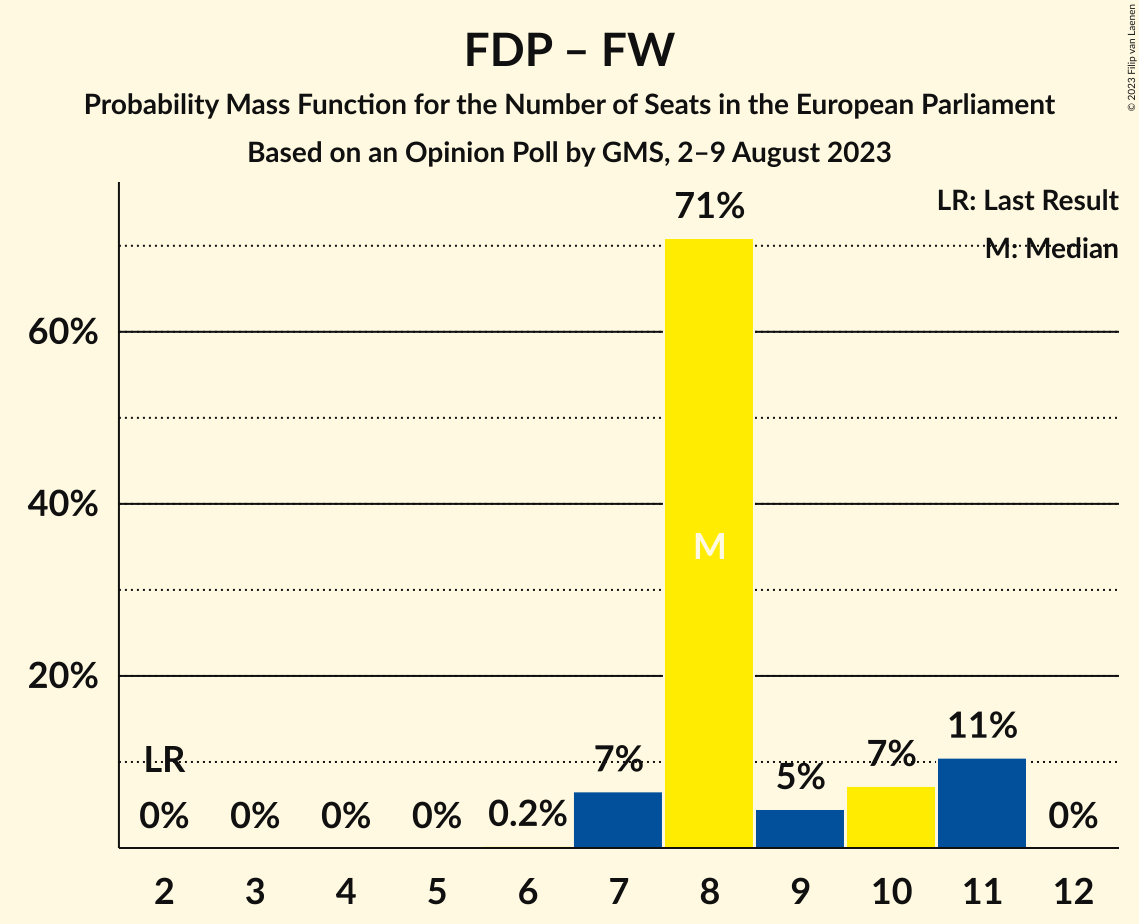 FDP – FW
Probability Mass Function for the Number of Seats in the European Parliament
Based on an Opinion Poll by GMS, 2–9 August 2023
© 2023 Filip van Laenen
LR: Last Result
M: Median
60%
40%
20%
LR
0%
0%
0%
0%
0.2%
7%
71%
M
5%
7%
11%
0%
2 3 4 5 6 7 8 9 10 11 12